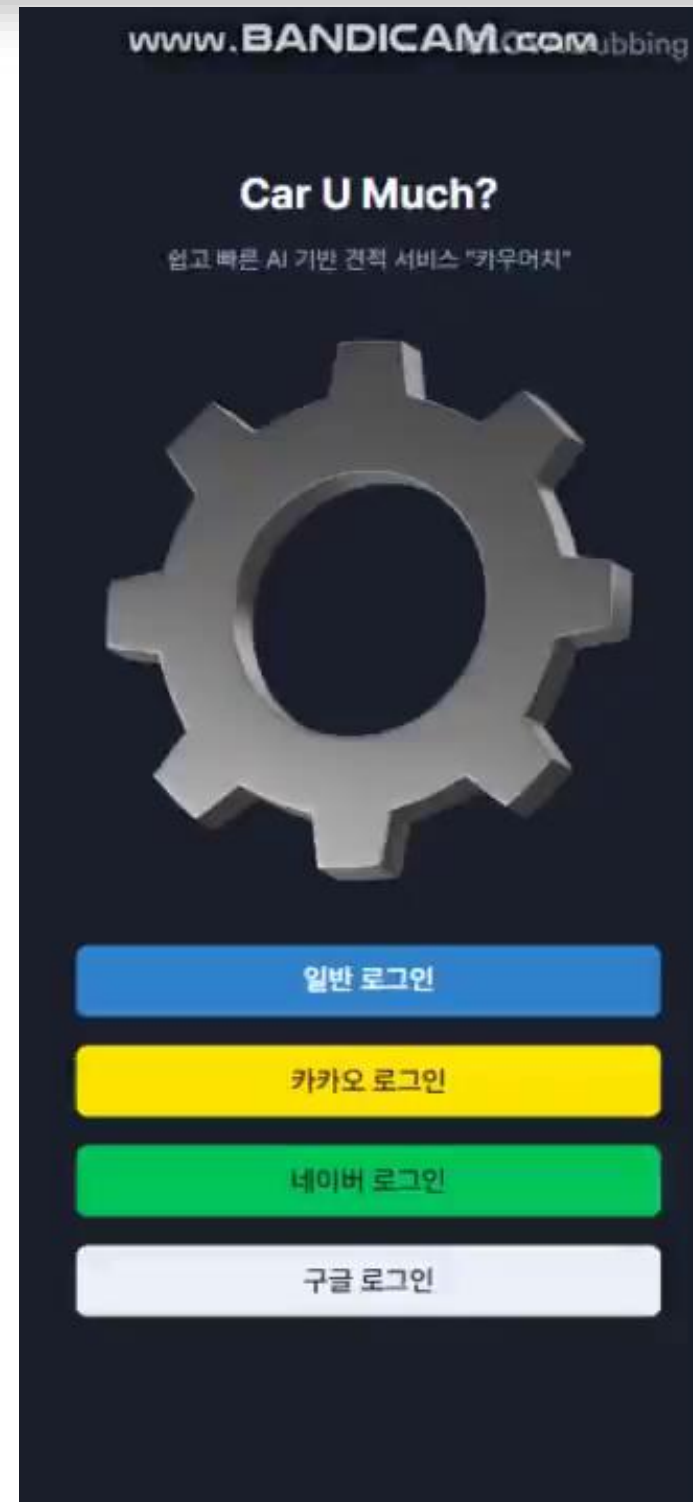 www.BANDICAM.com
Car U Much?
쉽고 빠른 AI 기반 견적 서비스 "카우머치"
일반 로그인
카카오 로그인
네이버 로그인
구글 로그인